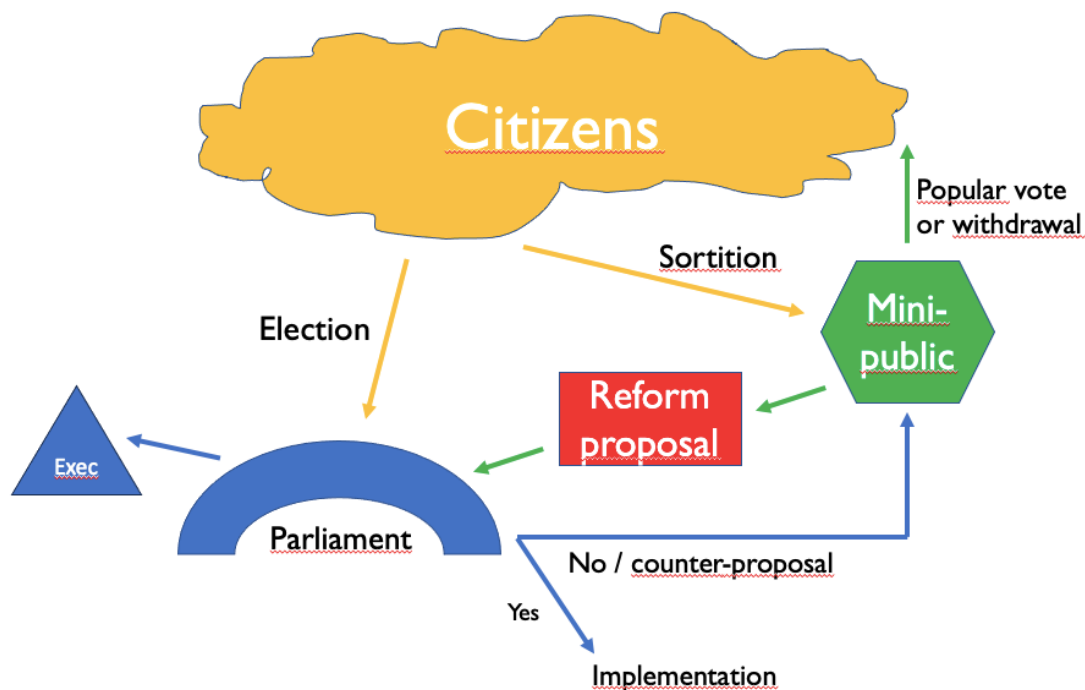 Citizens
Popular vote
or withdrawal
Sortition
Election
Mini-
public
Reform
proposal
Exec
Parliament
No / counter-proposal
Yes
Implementation